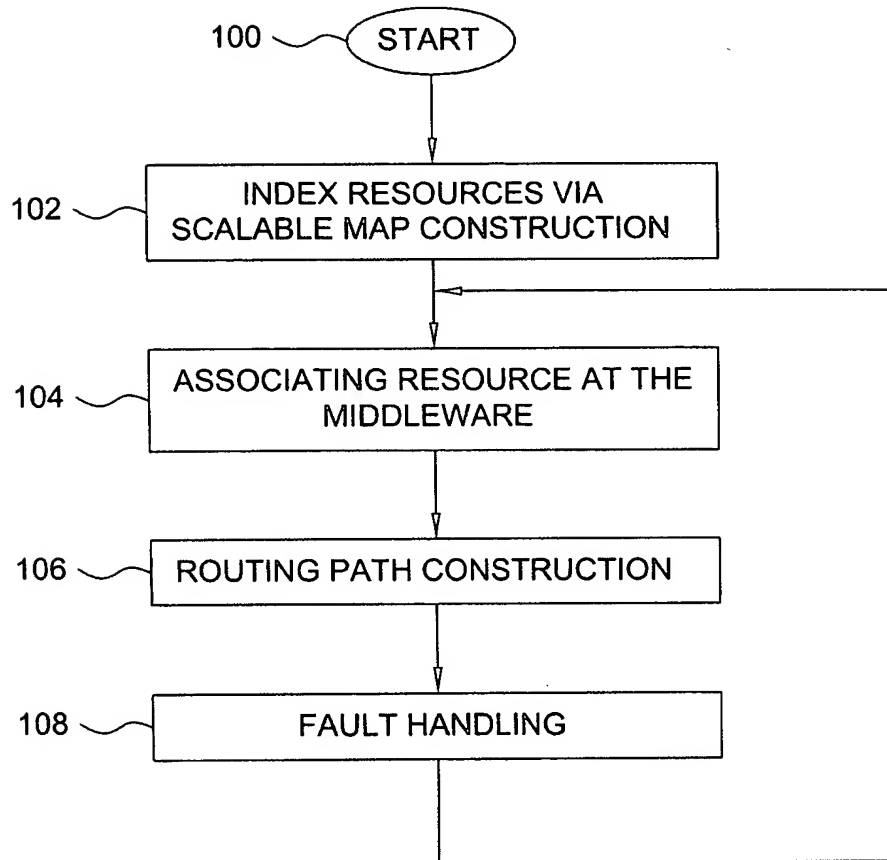 100 START
102 INDEX RESOURCES VIA
SCALABLE MAP CONSTRUCTION
104 ASSOCIATING RESOURCE AT THE
MIDDLEWARE
106 ROUTING PATH CONSTRUCTION
108 FAULT HANDLING